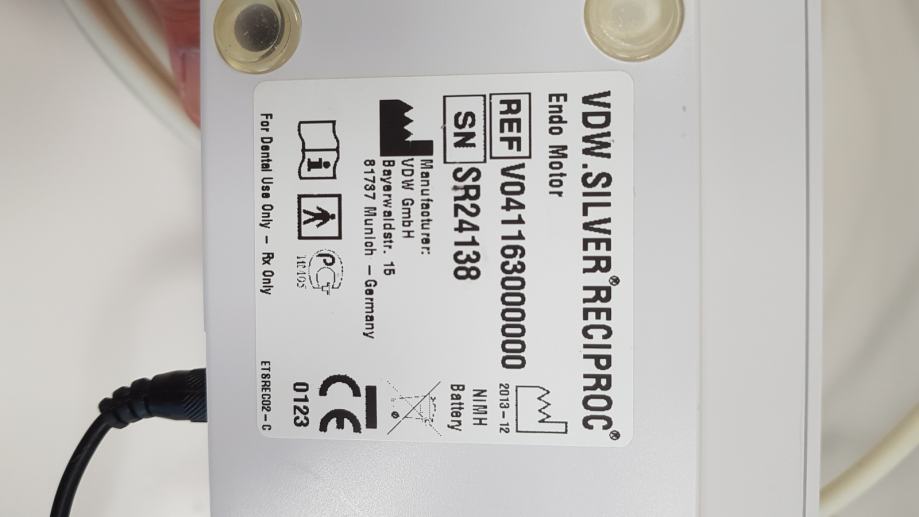 VDW.SILVER® RECIPROC®
Endo Motor
REF V041163000000
SN SR24138
2013-12
NiMH
Battery
Manufacturer:
VDW GmbH
Bayerwaldstr. 15
81737 Munich - Germany
i
CE
0123
For Dental Use Only - Rx Only